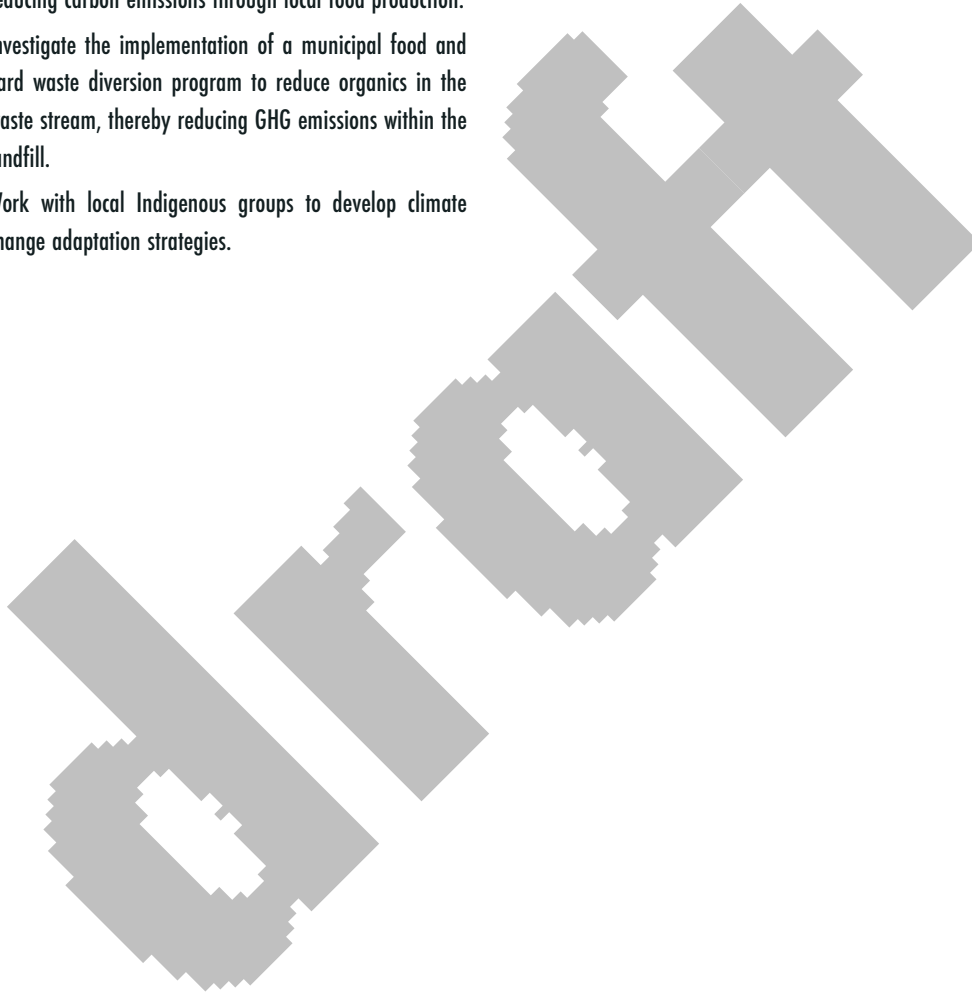 educing carbon emissions through local food production.
nvestigate the implementation of a municipal food and
ard waste diversion program to reduce organics in the
aste stream, thereby reducing GHG emissions within the
ndfill.
ork with local Indigenous groups to develop climate
hange adaptation strategies.
draft